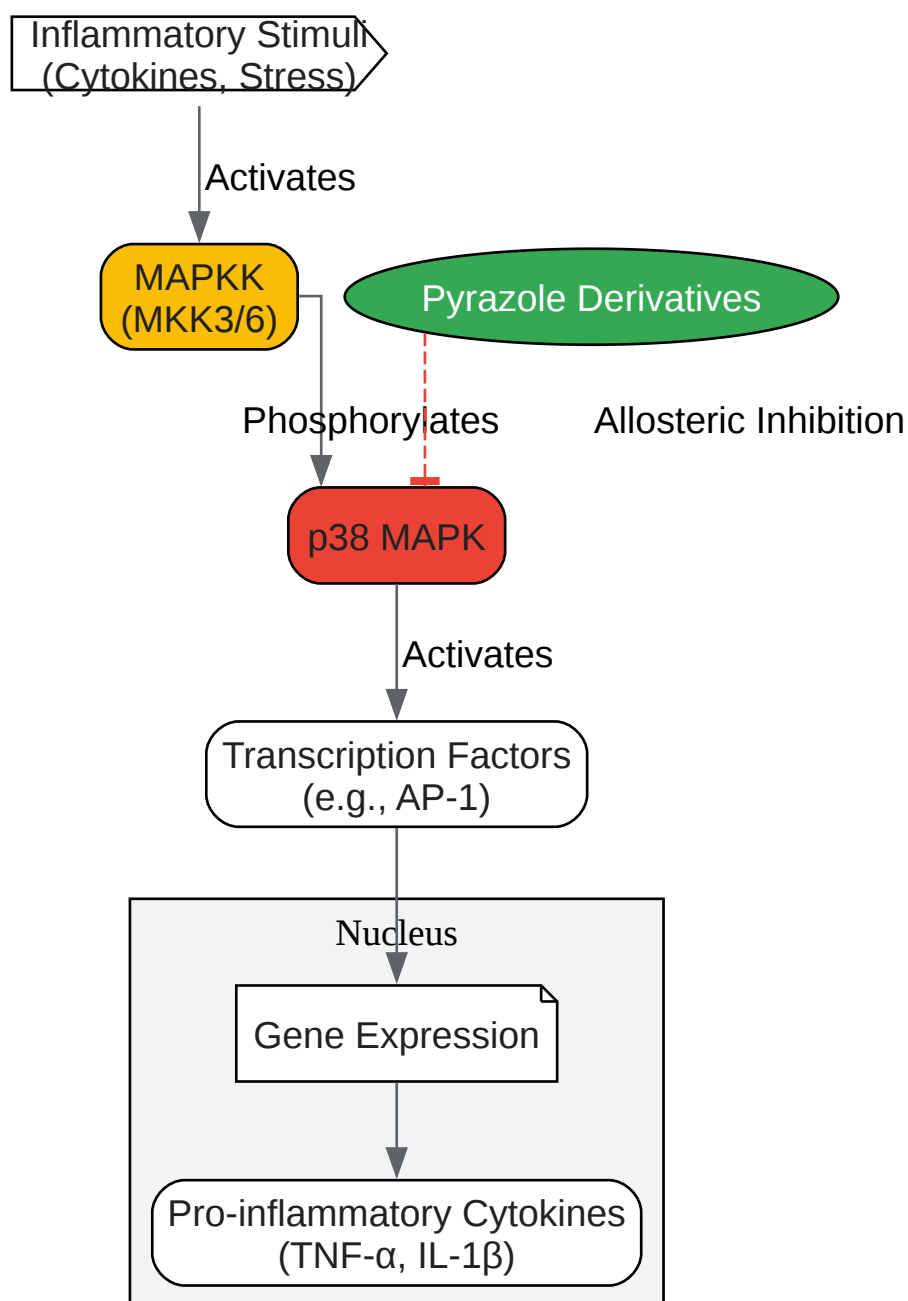 Inflammatory Stimuli
(Cytokines, Stress)
Activates
MAPKK
(MKK3/6)
Pyrazole Derivatives
Phosphorylates
Allosteric Inhibition
p38 MAPK
Activates
Transcription Factors
(e.g., AP-1)
Nucleus
Gene Expression
Pro-inflammatory Cytokines
(TNF-α, IL-1β)